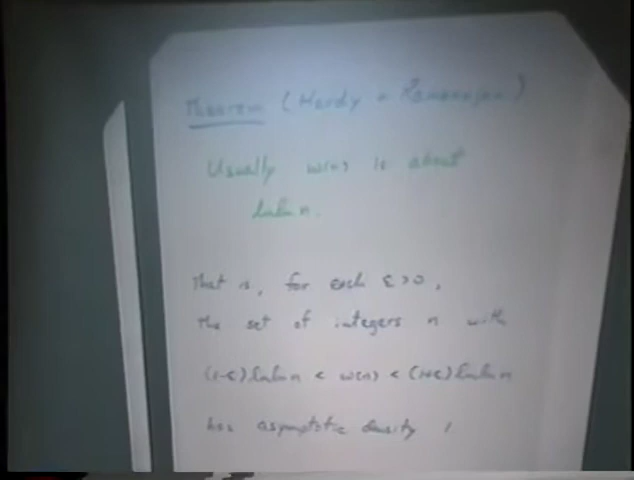 Theorem (Hardy + Ramanujan)
Usually ω(n) is about
lnln n.
That is, for each ε>0,
the set of integers n with
(1-ε)lnln n < ω(n) < (1+ε)lnln n
has asymptotic density 1